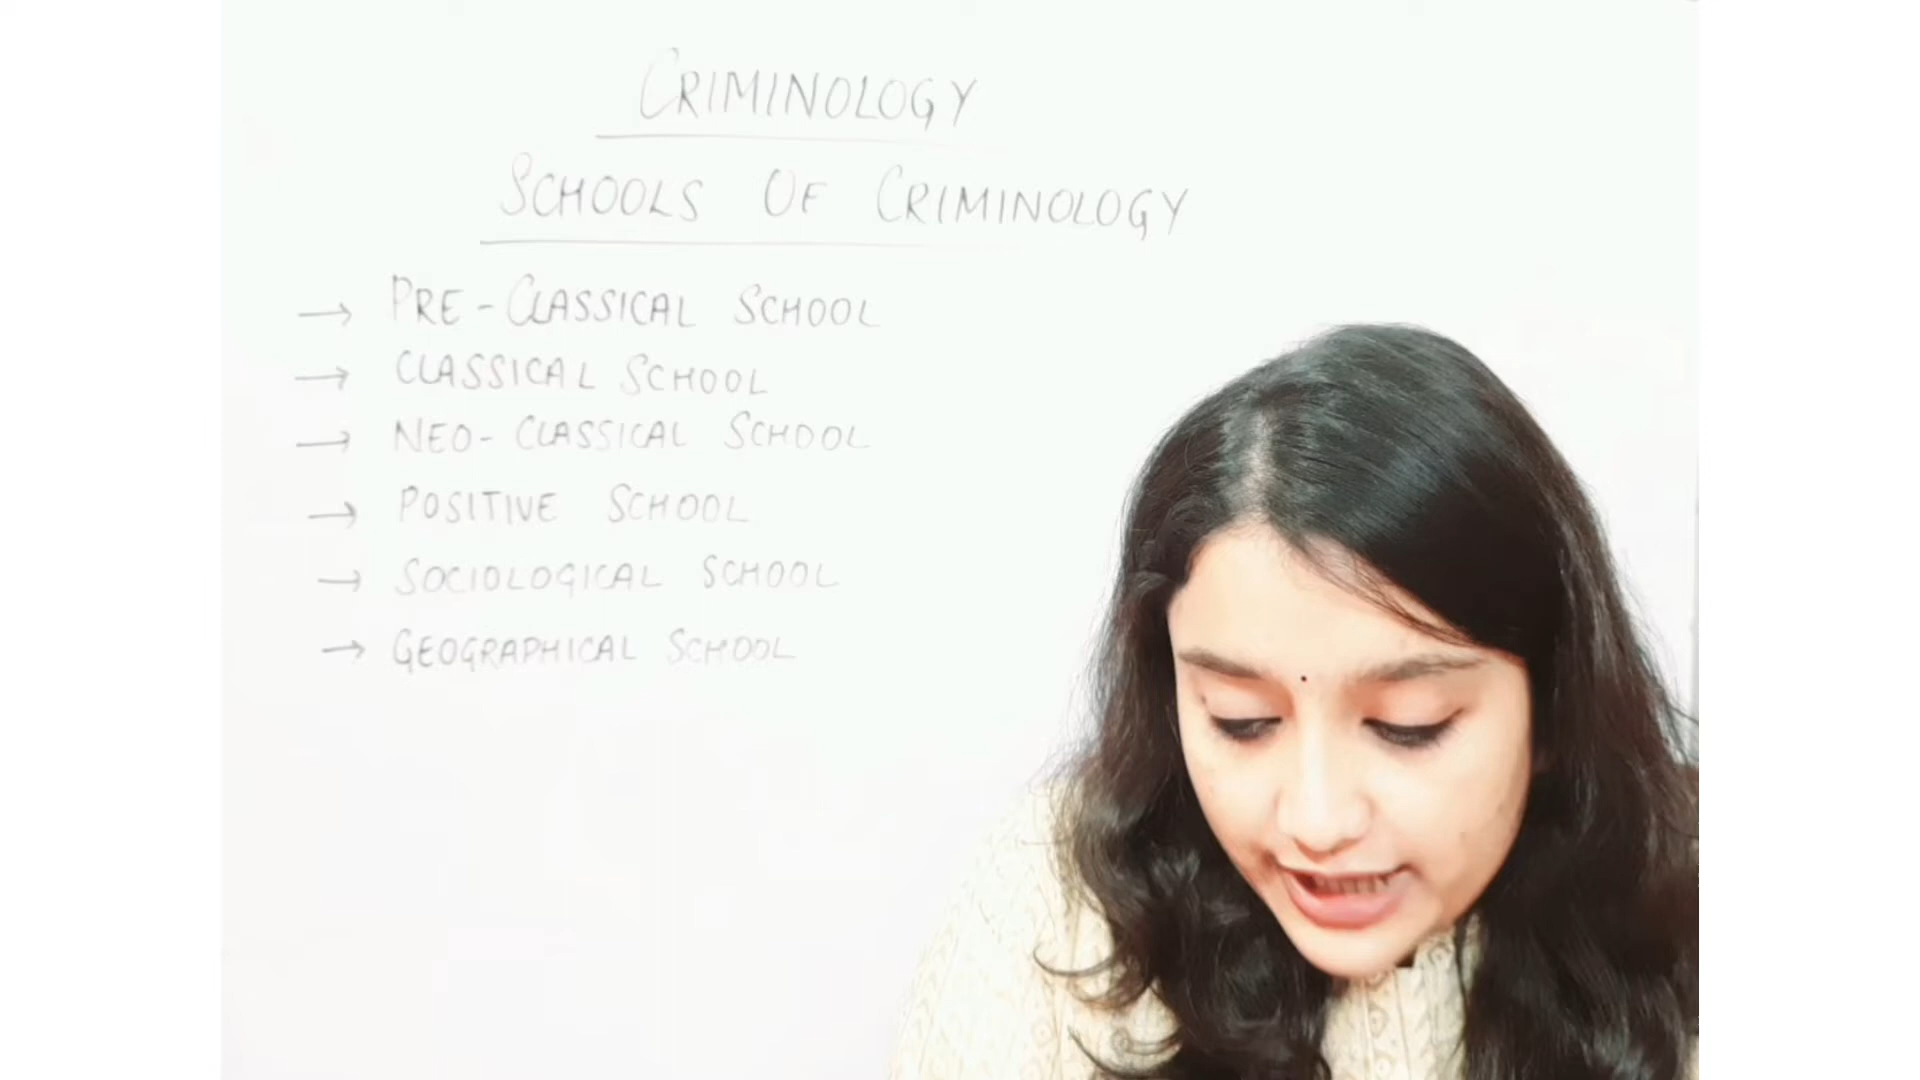 CRIMINOLOGY
SCHOOLS OF CRIMINOLOGY
→ PRE-CLASSICAL SCHOOL
→ CLASSICAL SCHOOL
→ NEO-CLASSICAL SCHOOL
→ POSITIVE SCHOOL
→ SOCIOLOGICAL SCHOOL
→ GEOGRAPHICAL SCHOOL